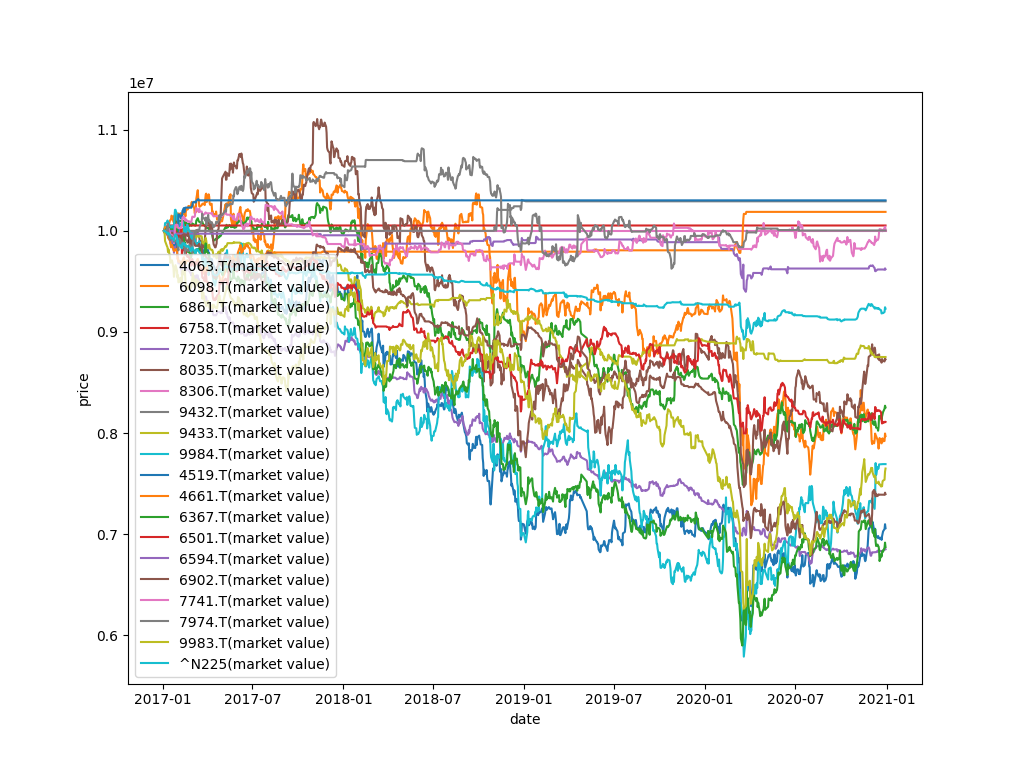 1e7
1.1
1.0
0.9
0.8
0.7
0.6
price
4063.T(market value)
6098.T(market value)
6861.T(market value)
6758.T(market value)
7203.T(market value)
8035.T(market value)
8306.T(market value)
9432.T(market value)
9433.T(market value)
9984.T(market value)
4519.T(market value)
4661.T(market value)
6367.T(market value)
6501.T(market value)
6594.T(market value)
6902.T(market value)
7741.T(market value)
7974.T(market value)
9983.T(market value)
^N225(market value)
2017-01 2017-07 2018-01 2018-07 2019-01 2019-07 2020-01 2020-07 2021-01
date